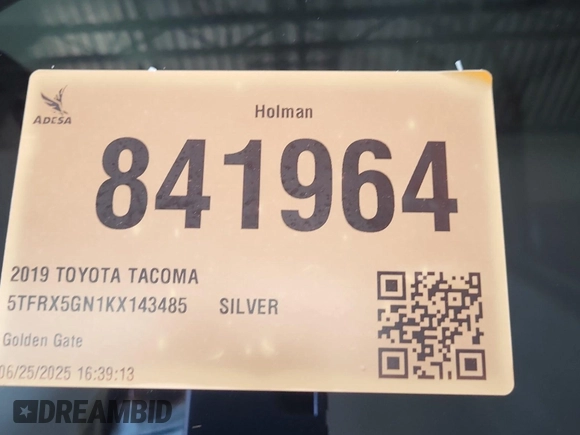 ADESA
Holman
841964
2019 TOYOTA TACOMA
5TFRX5GN1KX143485 SILVER
Golden Gate
06/25/2025 16:39:13
DREAMBID